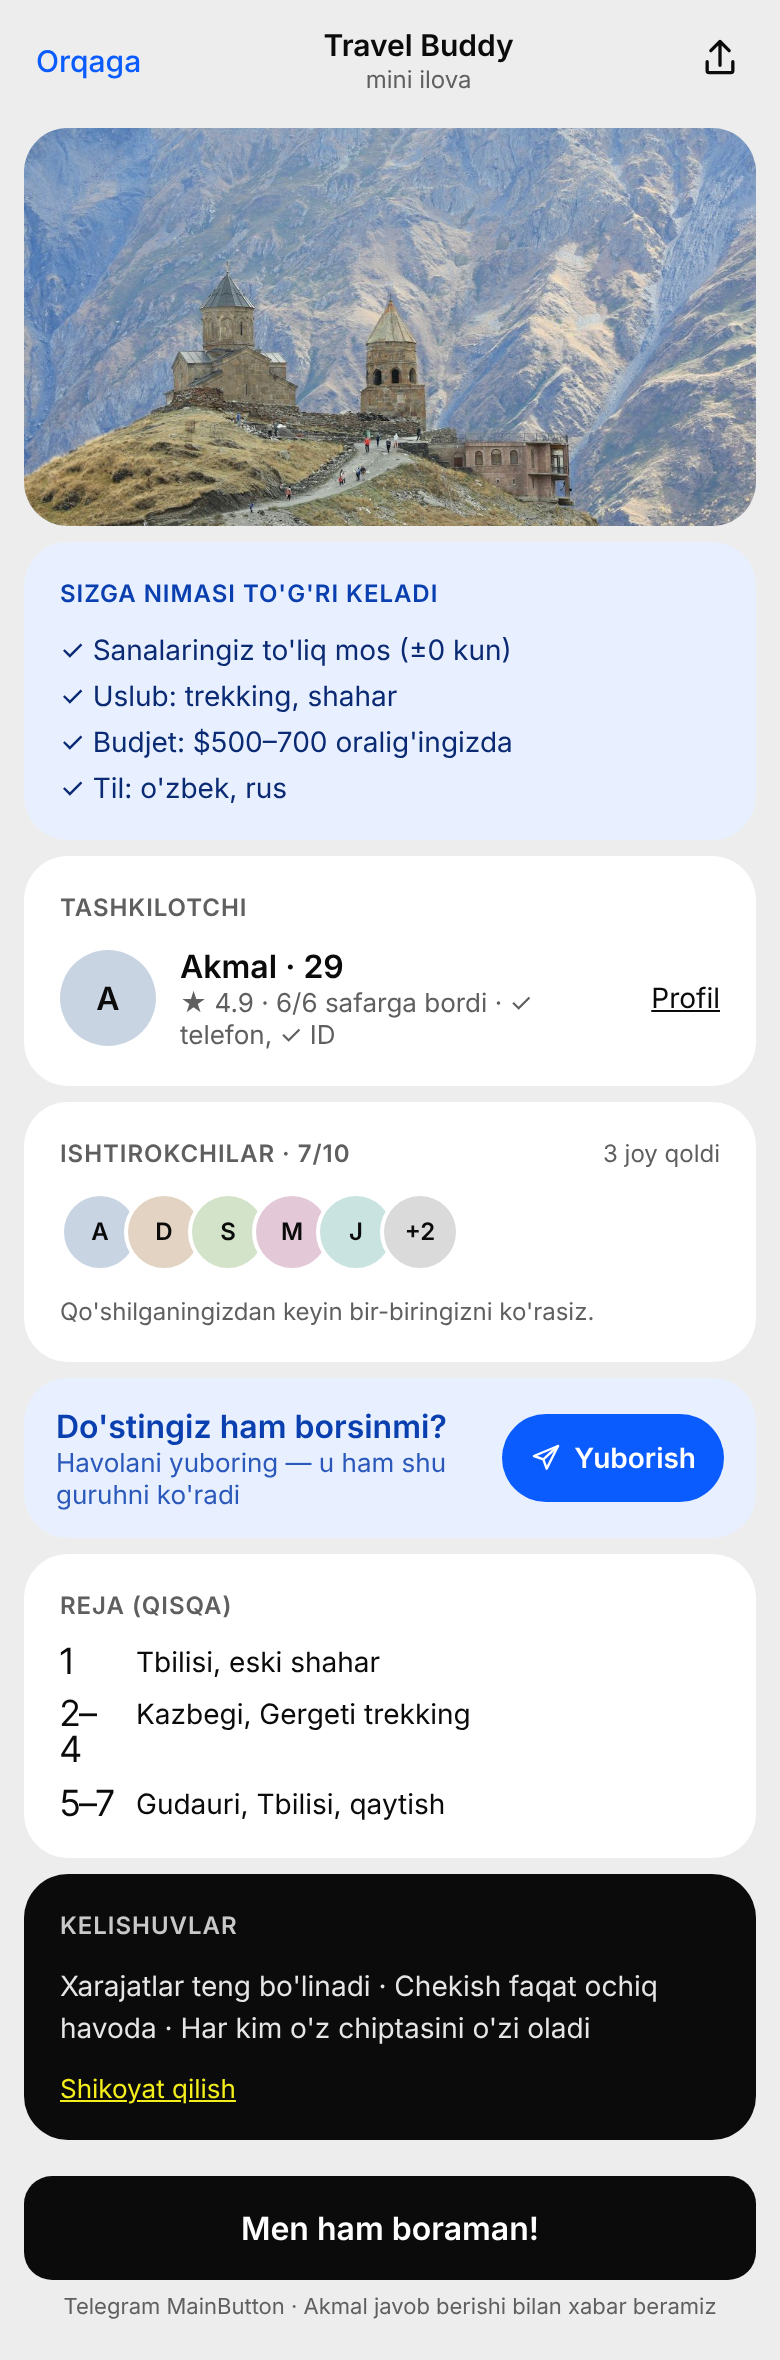 Orqaga
Travel Buddy
mini ilova
SIZGA NIMASI TO'G'RI KELADI
✓ Sanalaringiz to'liq mos (±0 kun)
✓ Uslub: trekking, shahar
✓ Budjet: $500–700 oralig'ingizda
✓ Til: o'zbek, rus
TASHKILOTCHI
A
Akmal · 29
★ 4.9 · 6/6 safarga bordi · ✓
telefon, ✓ ID
Profil
ISHTIROKCHILAR · 7/10
3 joy qoldi
A D S M J +2
Qo'shilganingizdan keyin bir-biringizni ko'rasiz.
Do'stingiz ham borsinmi?
Havolani yuboring — u ham shu
guruhni ko'radi
Yuborish
REJA (QISQA)
1 Tbilisi, eski shahar
2–
4 Kazbegi, Gergeti trekking
5–7 Gudauri, Tbilisi, qaytish
KELISHUVLAR
Xarajatlar teng bo'linadi · Chekish faqat ochiq
havoda · Har kim o'z chiptasini o'zi oladi
Shikoyat qilish
Men ham boraman!
Telegram MainButton · Akmal javob berishi bilan xabar beramiz